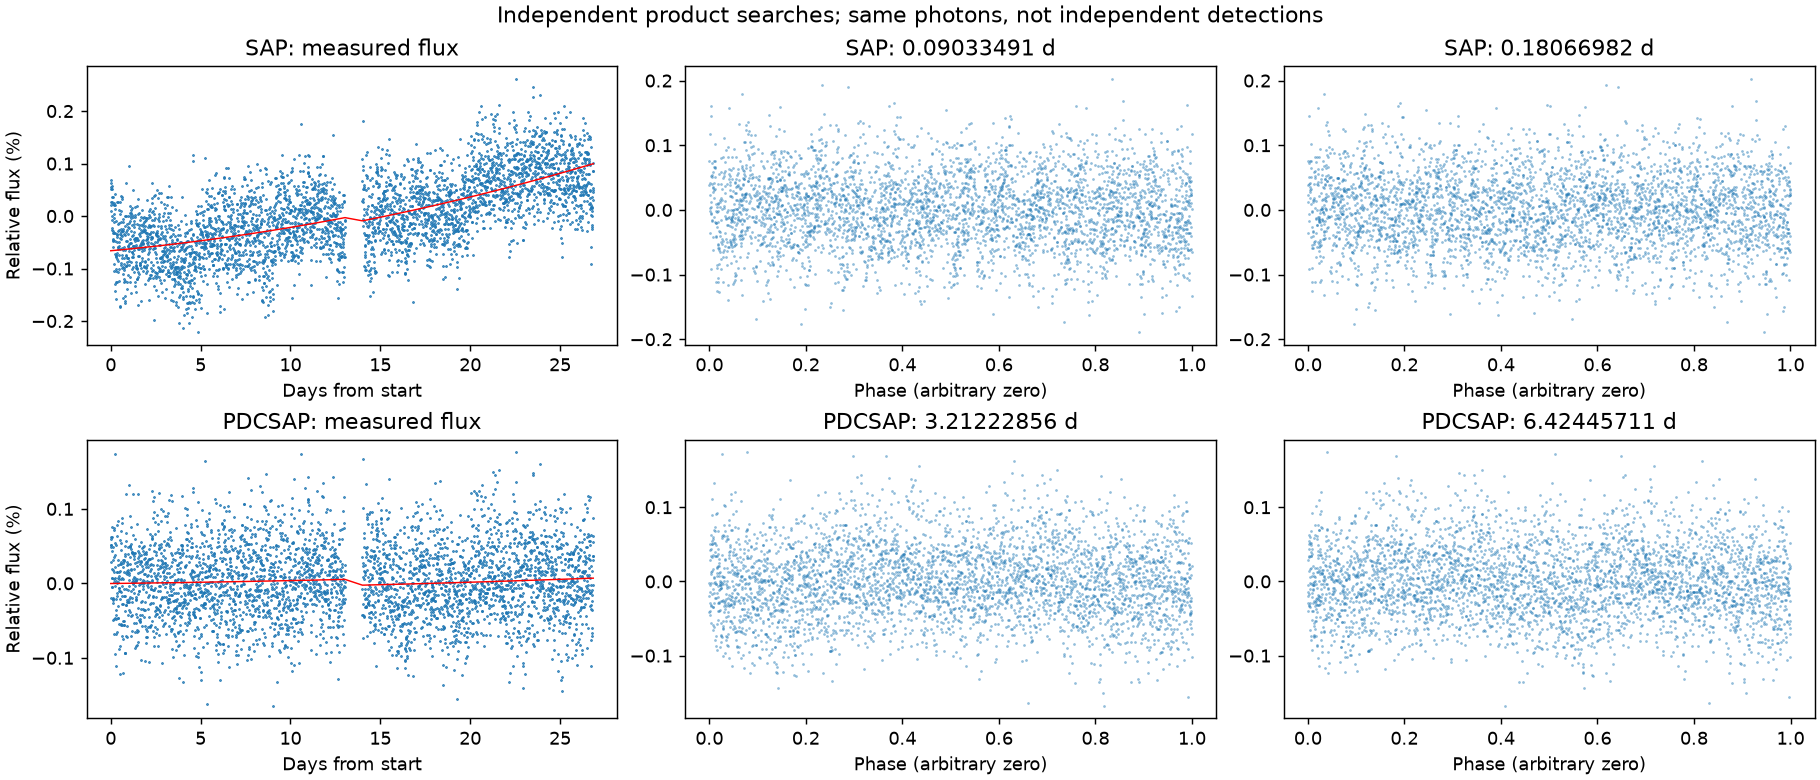 Independent product searches; same photons, not independent detections
SAP: measured flux
SAP: 0.09033491 d
SAP: 0.18066982 d
Relative flux (%)
0.2
0.1
0.0
−0.1
−0.2
0 5 10 15 20 25
Days from start
0.2
0.1
0.0
−0.1
−0.2
0.0 0.2 0.4 0.6 0.8 1.0
Phase (arbitrary zero)
0.2
0.1
0.0
−0.1
−0.2
0.0 0.2 0.4 0.6 0.8 1.0
Phase (arbitrary zero)
PDCSAP: measured flux
PDCSAP: 3.21222856 d
PDCSAP: 6.42445711 d
Relative flux (%)
0.1
0.0
−0.1
0 5 10 15 20 25
Days from start
0.1
0.0
−0.1
0.0 0.2 0.4 0.6 0.8 1.0
Phase (arbitrary zero)
0.1
0.0
−0.1
0.0 0.2 0.4 0.6 0.8 1.0
Phase (arbitrary zero)